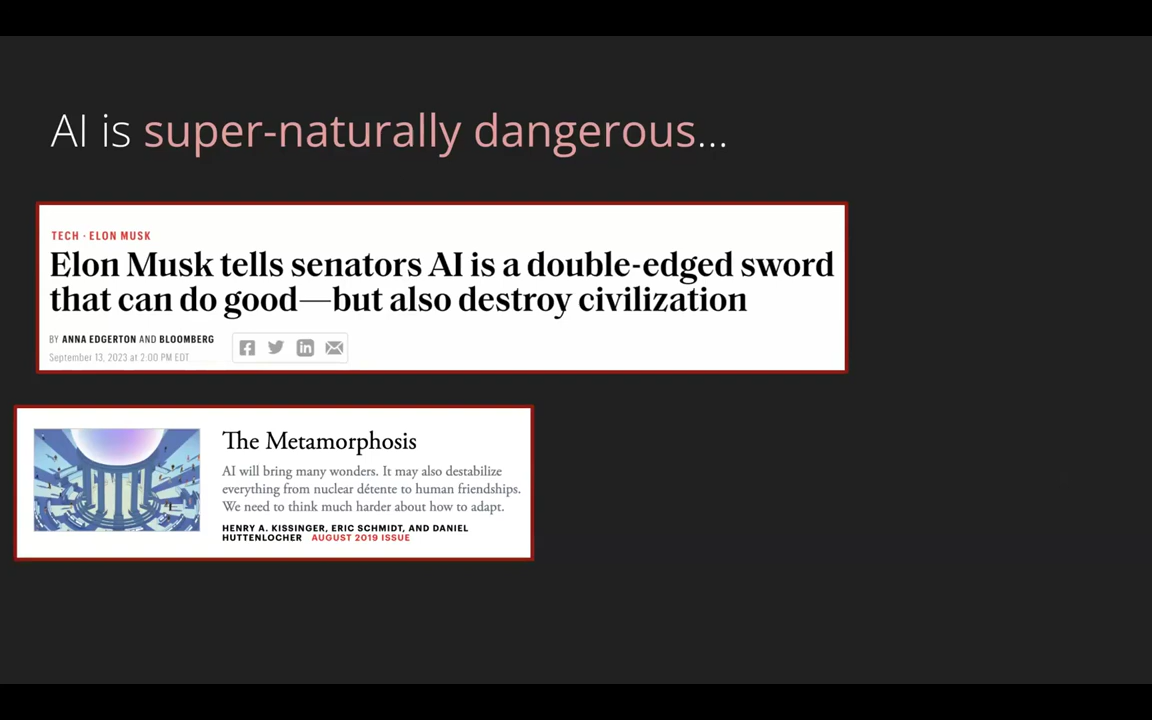 AI is super-naturally dangerous...
TECH · ELON MUSK
Elon Musk tells senators AI is a double-edged sword
that can do good—but also destroy civilization
BY ANNA EDGERTON AND BLOOMBERG
September 13, 2023 at 2:00 PM EDT
The Metamorphosis
AI will bring many wonders. It may also destabilize
everything from nuclear détente to human friendships.
We need to think much harder about how to adapt.
HENRY A. KISSINGER, ERIC SCHMIDT, AND DANIEL
HUTTENLOCHER AUGUST 2019 ISSUE